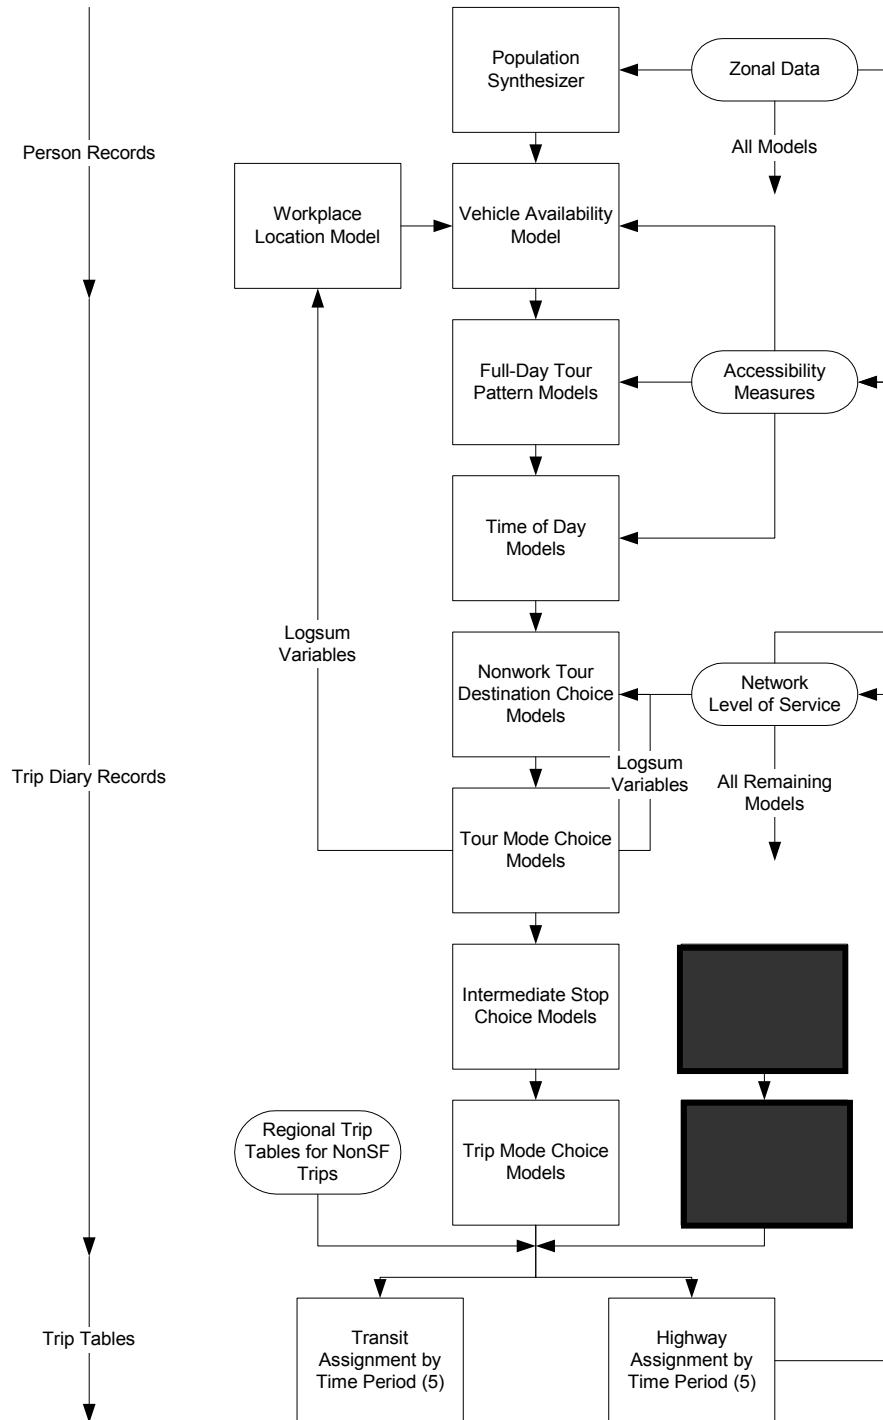 Population
Synthesizer
Zonal Data
Person Records
All Models
Workplace
Location Model
Vehicle Availability
Model
Full-Day Tour
Pattern Models
Accessibility
Measures
Time of Day
Models
Logsum
Variables
Nonwork Tour
Destination Choice
Models
Network
Level of Service
Logsum
Variables
Trip Diary Records
All Remaining
Models
Tour Mode Choice
Models
Intermediate Stop
Choice Models
Regional Trip
Tables for NonSF
Trips
Trip Mode Choice
Models
Trip Tables
Transit
Assignment by
Time Period (5)
Highway
Assignment by
Time Period (5)